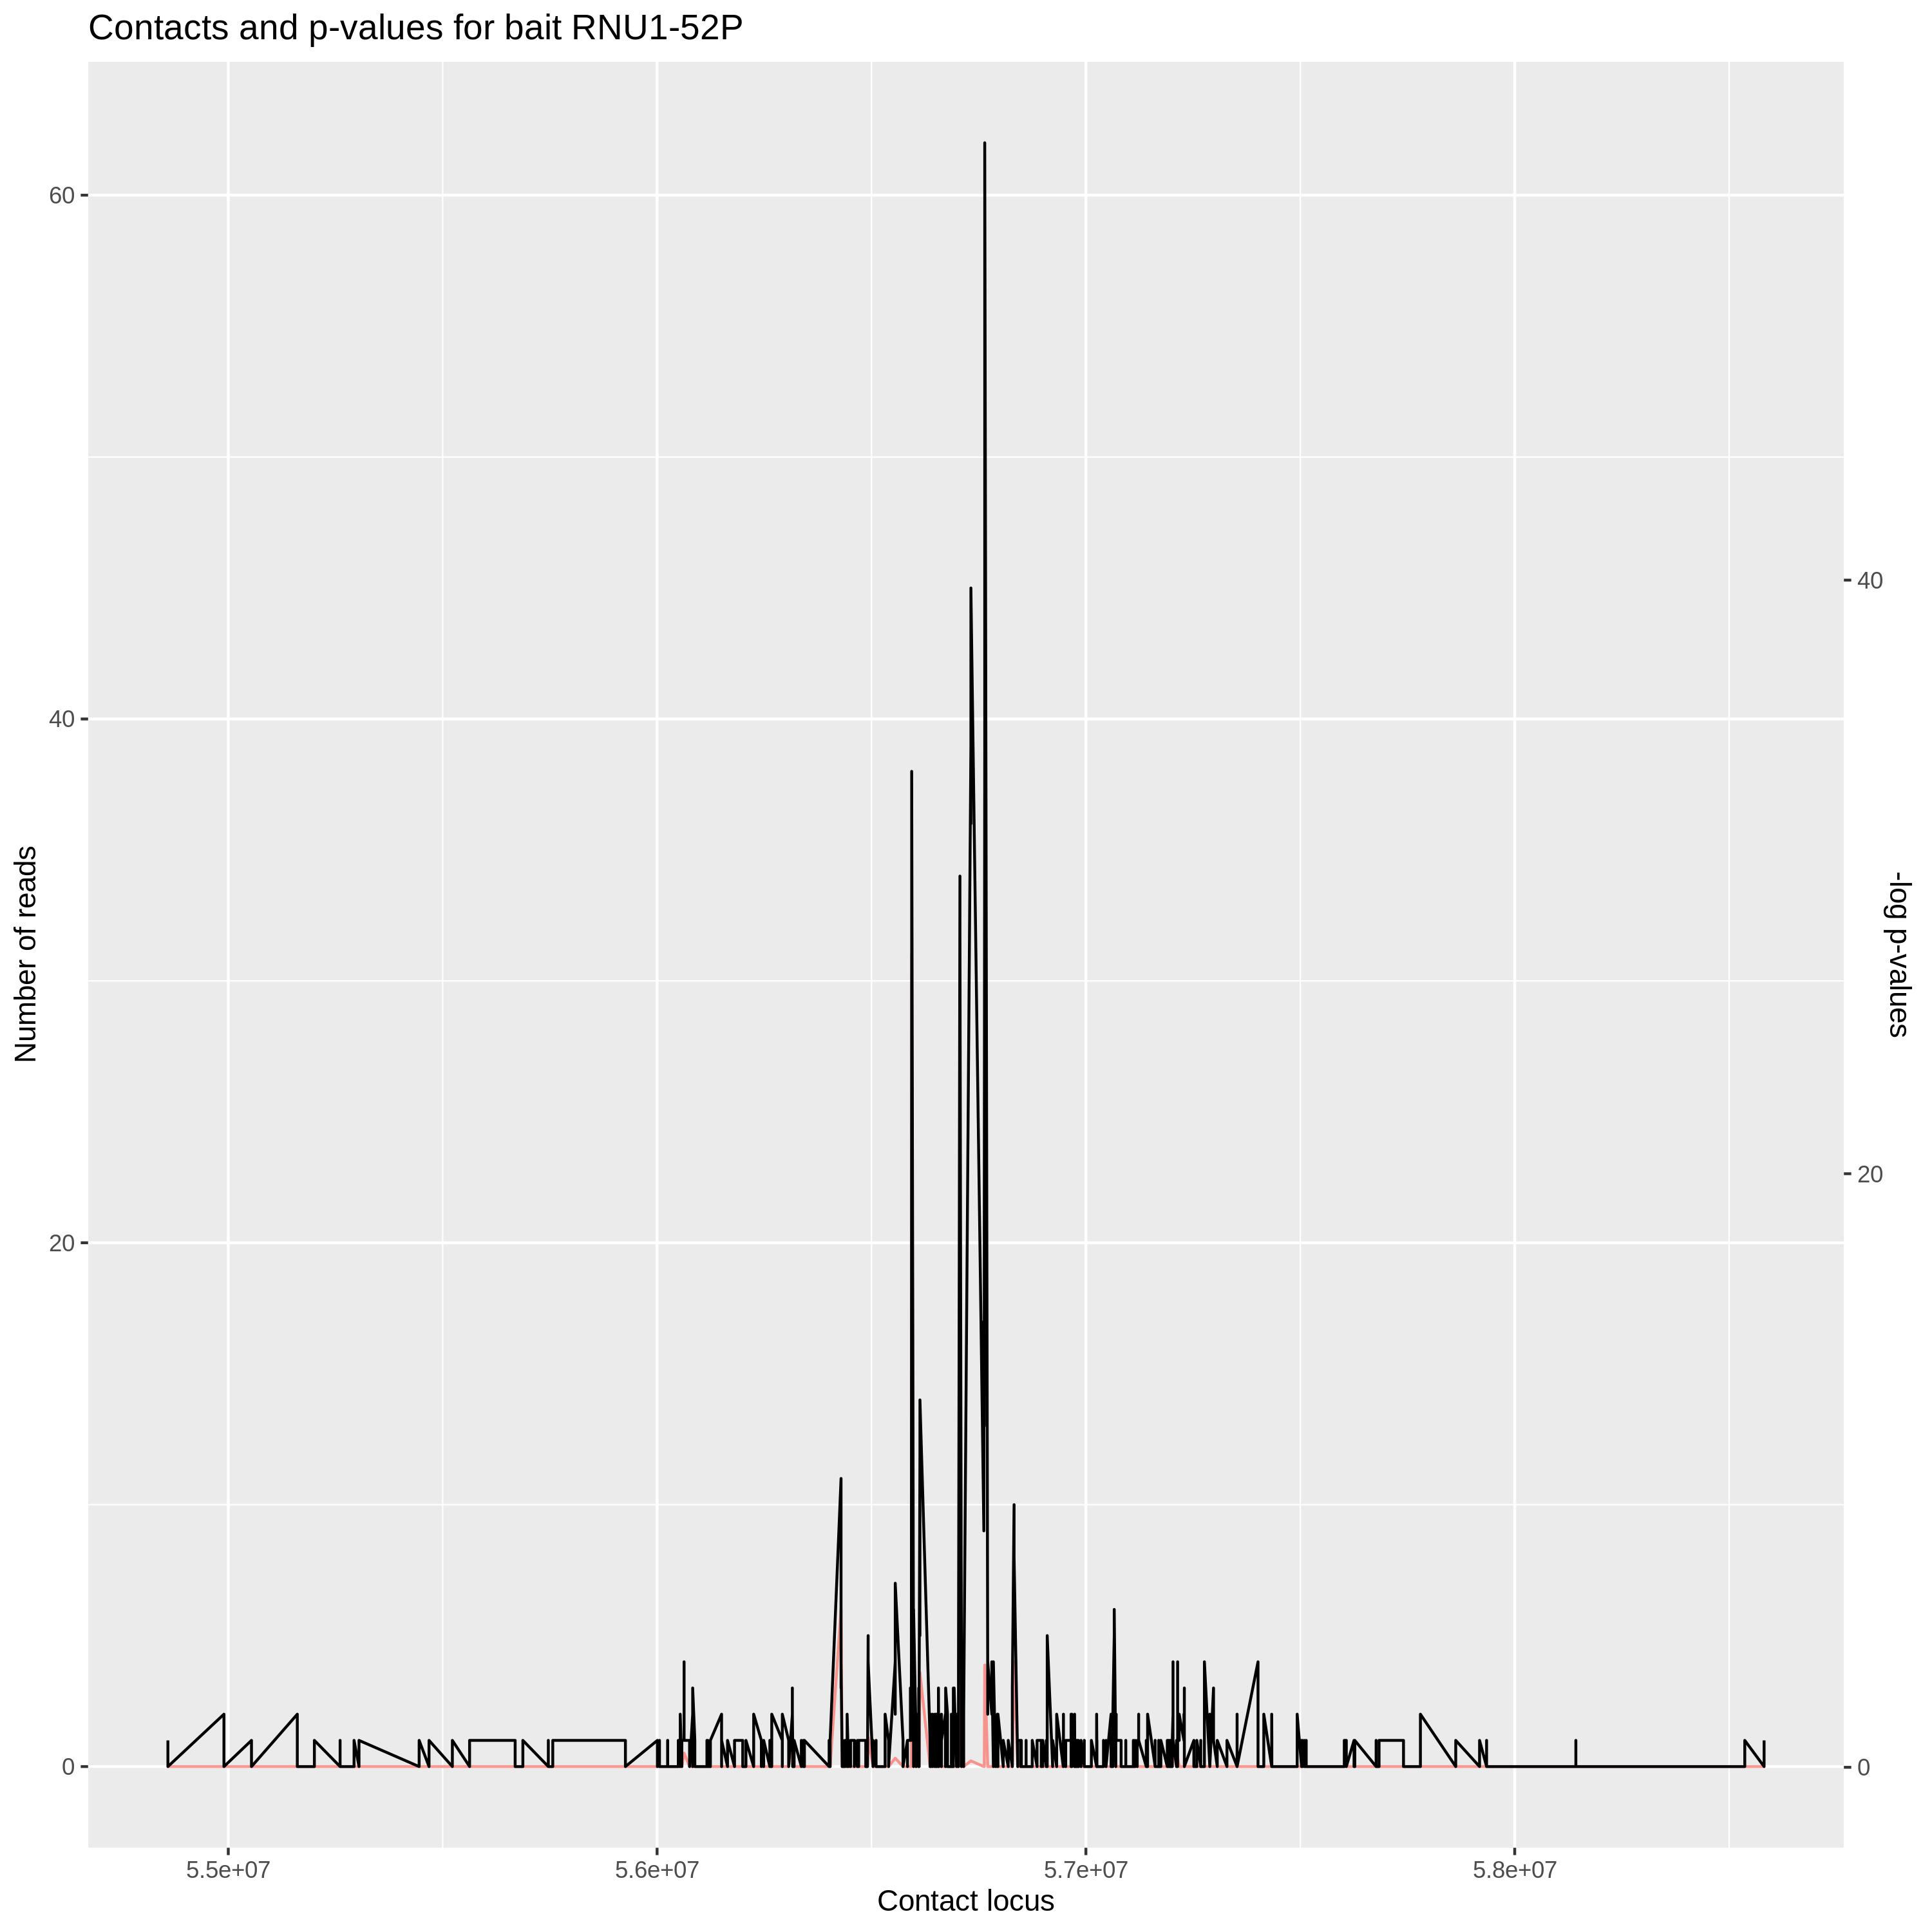 Contacts and p-values for bait RNU1-52P
60
40
20
0
Number of reads
40
20
0
-log p-values
5.5e+07
5.6e+07
5.7e+07
5.8e+07
Contact locus